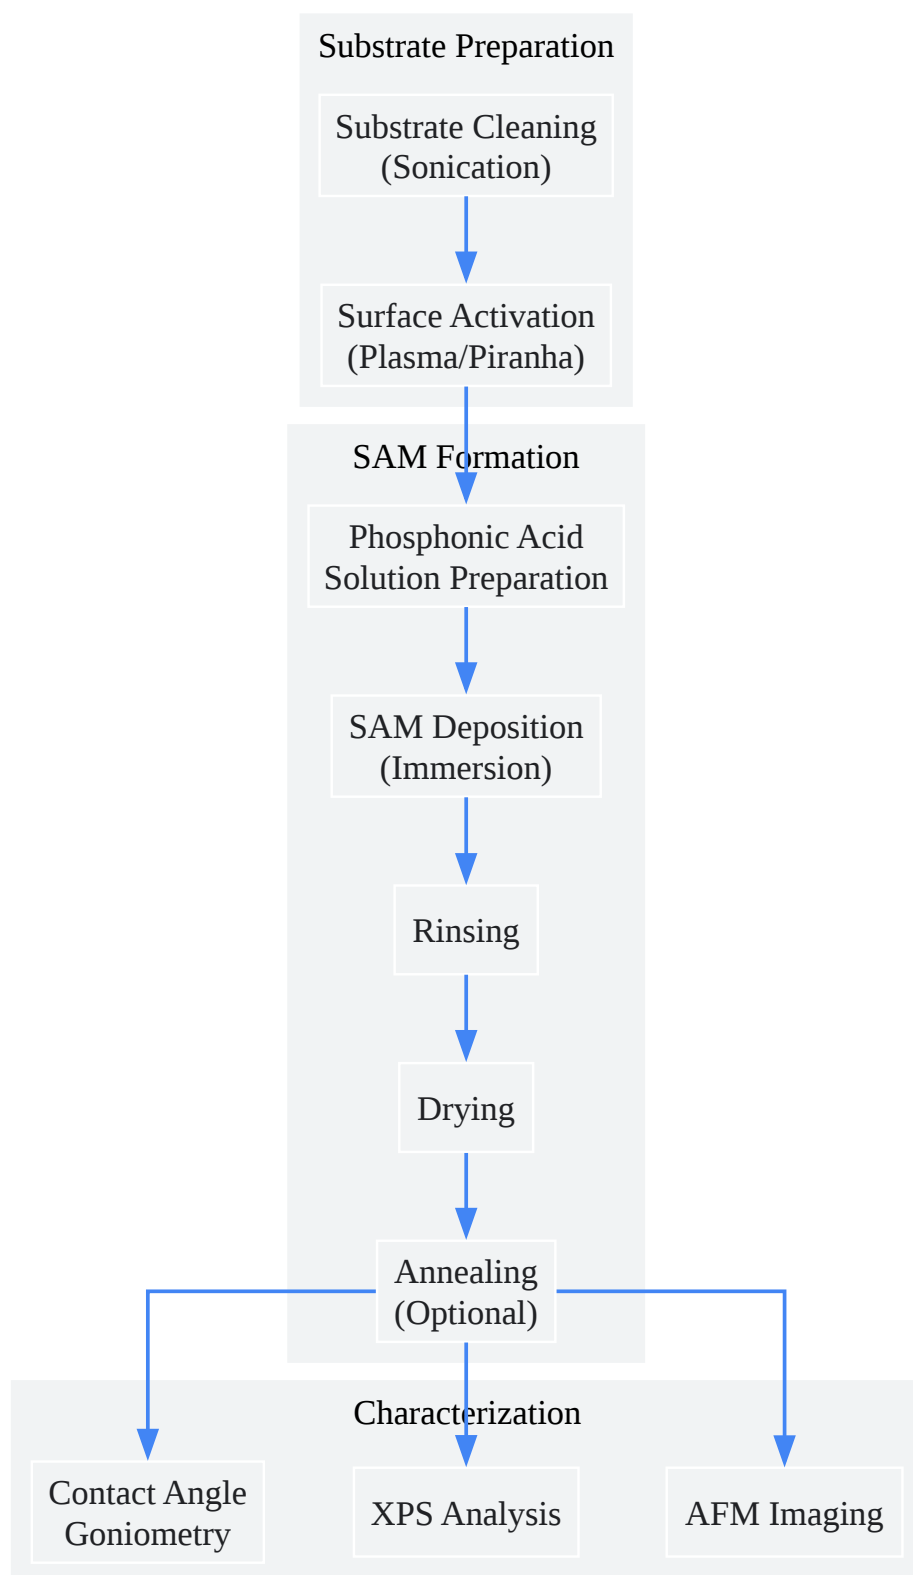 Substrate Preparation
Substrate Cleaning
(Sonication)
Surface Activation
(Plasma/Piranha)
SAM Formation
Phosphonic Acid
Solution Preparation
SAM Deposition
(Immersion)
Rinsing
Drying
Annealing
(Optional)
Characterization
Contact Angle
Goniometry
XPS Analysis
AFM Imaging